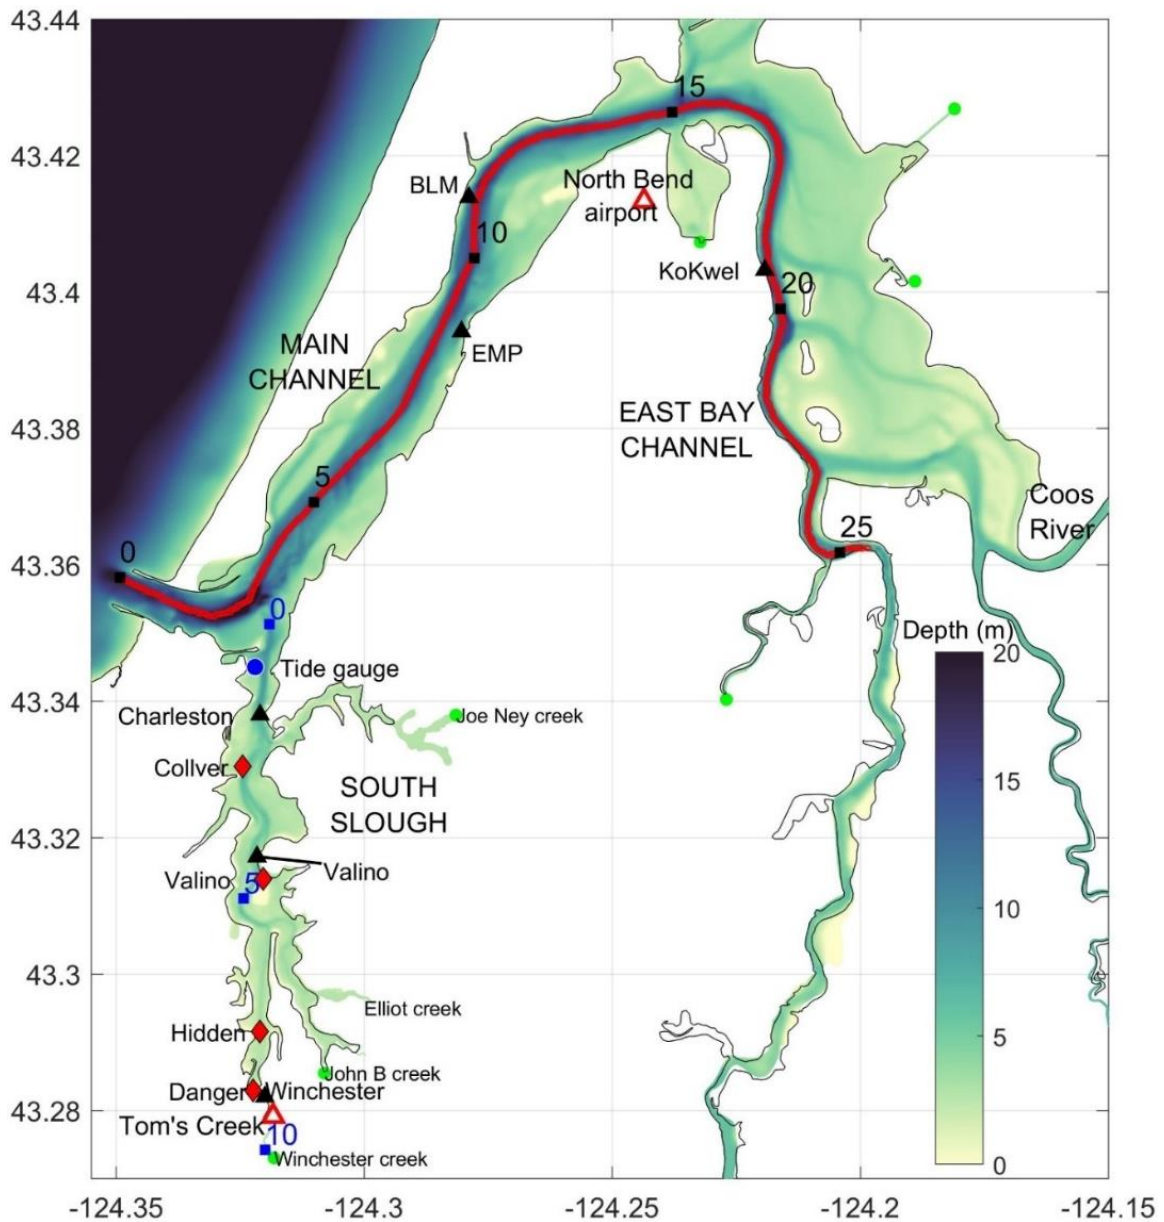 43.44
15
43.42
BLM
North Bend
airport
10
KoKwel
43.4
20
MAIN
CHANNEL
EMP
EAST BAY
CHANNEL
43.38
5
Coos
River
25
0
43.36
0
Depth (m)
20
Tide gauge
43.34
Charleston
Joe Ney creek
Collver
SOUTH
SLOUGH
15
43.32
Valino
Valino
5
10
43.3
Elliot creek
Hidden
5
John B creek
Danger
Winchester
43.28
Tom's Creek
10
Winchester creek
0
-124.35
-124.3
-124.25
-124.2
-124.15